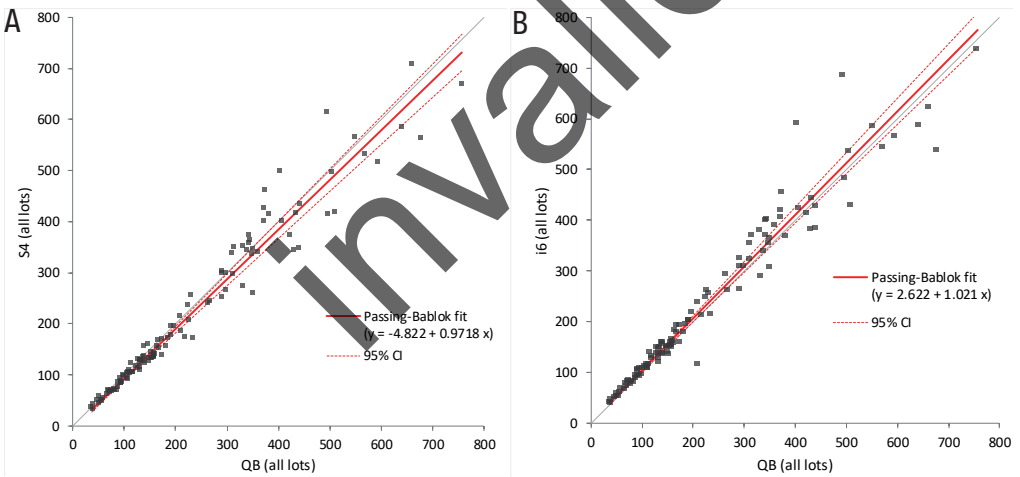 A
800
700
600
500
400
300
200
100
0
S4 (all lots)
0 100 200 300 400 500 600 700 800
QB (all lots)
Passing-Bablok fit
(y = -4.822 + 0.9718 x)
95% CI
B
800
700
600
500
400
300
200
100
0
i6 (all lots)
0 100 200 300 400 500 600 700 800
QB (all lots)
Passing-Bablok fit
(y = 2.622 + 1.021 x)
95% CI